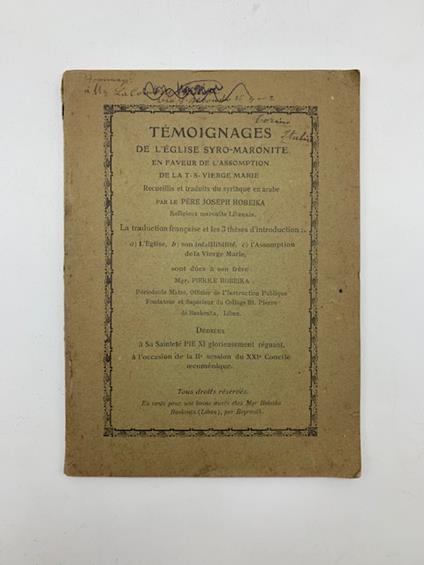 Hommage
TÉMOIGNAGES
DE L'ÉGLISE SYRO-MARONITE
EN FAVEUR DE L'ASSOMPTION
DE LA T-S-VIERGE MARIE
Recueillis et traduits du syriaque en arabe
PAR LE PÈRE JOSEPH HOBEIKA
Religieux maronite Libanais.
La traduction française et les 3 thèses d'introduction :
a) L'Église, b) son infaillibilité, c) l'Assomption
de la Vierge Marie,
sont dûes à son frère
Mgr. PIERRE HOBEIKA
Périodeute Malte, Officier de l'Instruction Publique
Fondateur et Supérieur du Collège St. Pierre
de Baskonta, Liban.
DÉDIÉES
à Sa Sainteté PIE XI glorieusement régnant,
à l'occasion de la IIe session du XXIe Concile
œcuménique.
Tous droits réservés.
En vente pour une bonne œuvre chez Mgr Hobeika
Baskonta (Liban), par Beyrouth.